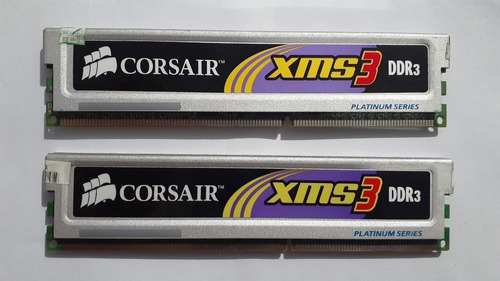 CORSAIR xms3 DDR3
PLATINUM SERIES
CORSAIR xms3 DDR3
PLATINUM SERIES